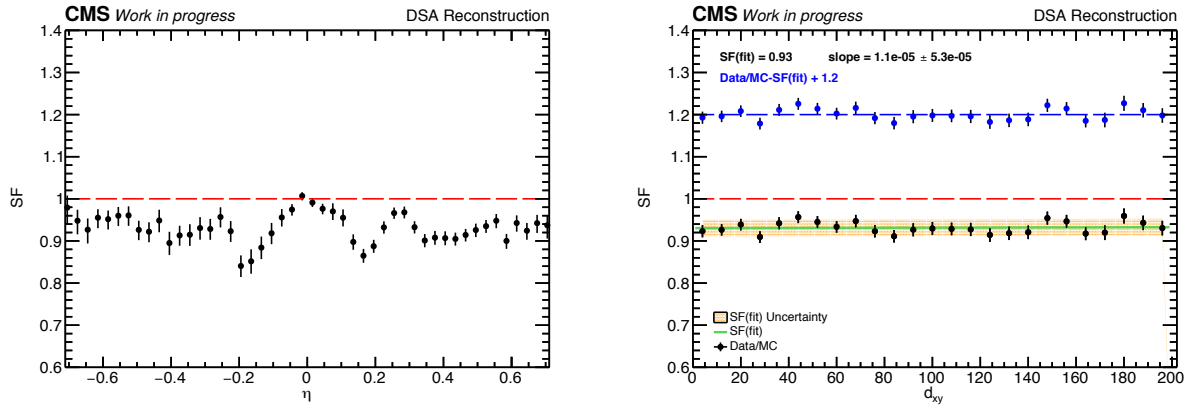 CMS Work in progress DSA Reconstruction
1.4
1.3
1.2
1.1
1
0.9
0.8
0.7
0.6
SF
−0.6 −0.4 −0.2 0 0.2 0.4 0.6
η
CMS Work in progress DSA Reconstruction
1.4
1.3
1.2
1.1
1
0.9
0.8
0.7
0.6
SF
SF(fit) = 0.93 slope = 1.1e-05 ± 5.3e-05
Data/MC-SF(fit) + 1.2
SF(fit) Uncertainty
SF(fit)
Data/MC
0 20 40 60 80 100 120 140 160 180 200
dxy